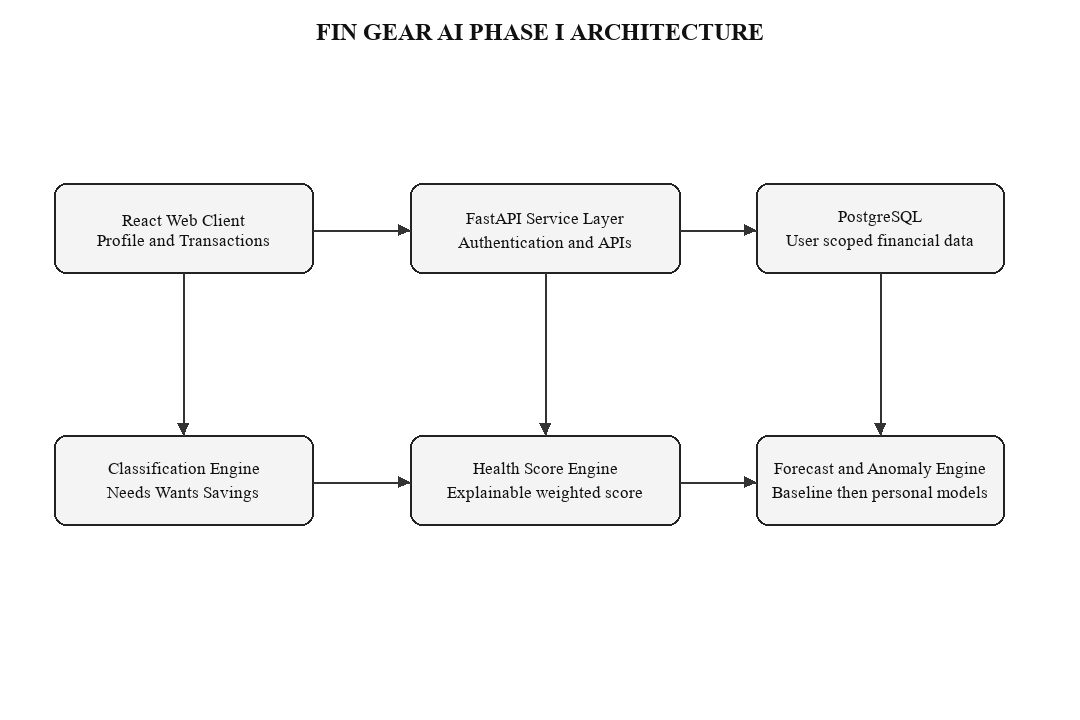 FIN GEAR AI PHASE I ARCHITECTURE
React Web Client
Profile and Transactions
FastAPI Service Layer
Authentication and APIs
PostgreSQL
User scoped financial data
Classification Engine
Needs Wants Savings
Health Score Engine
Explainable weighted score
Forecast and Anomaly Engine
Baseline then personal models